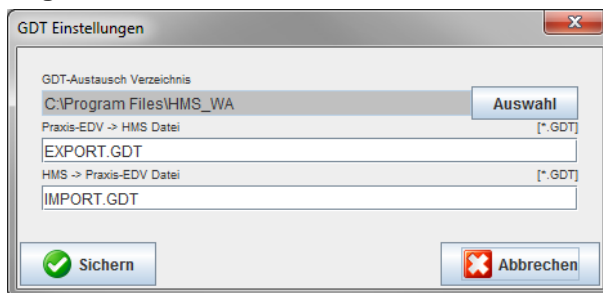 GDT Einstellungen
GDT-Austausch Verzeichnis
C:\Program Files\HMS_WA
Auswahl
Praxis-EDV -> HMS Datei [*.GDT]
EXPORT.GDT
HMS -> Praxis-EDV Datei [*.GDT]
IMPORT.GDT
Sichern
Abbrechen